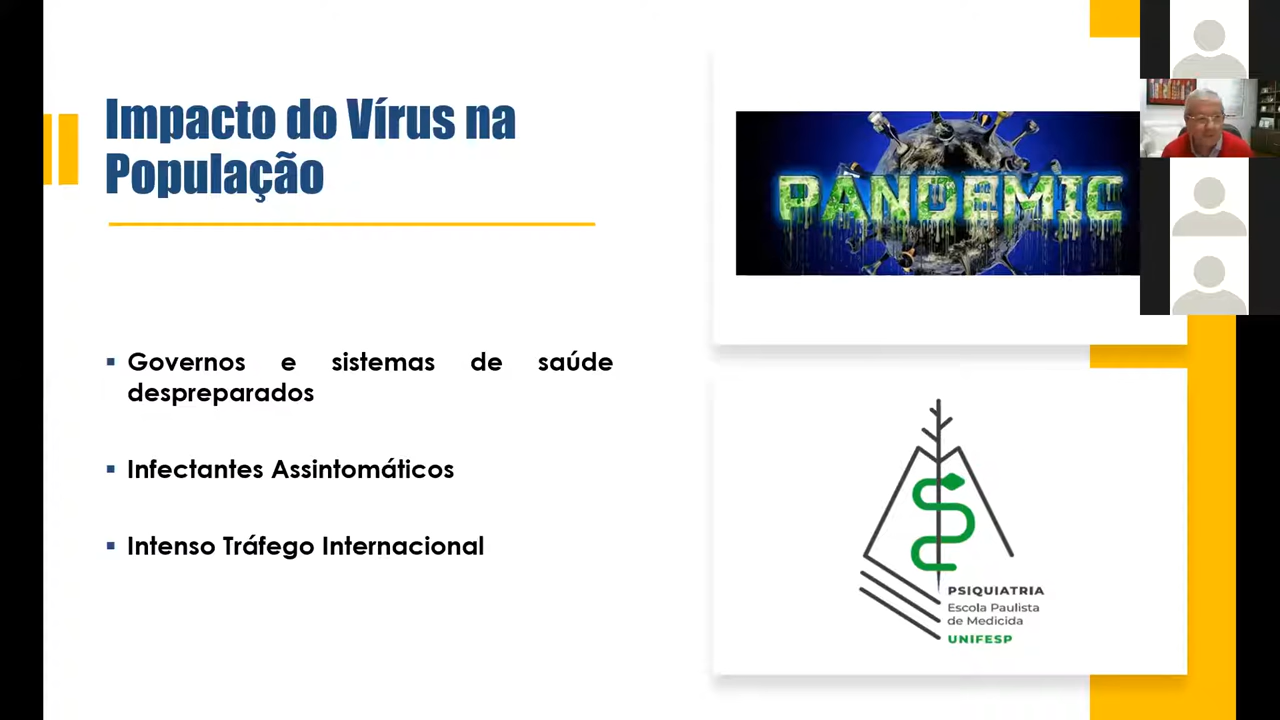 Impacto do Vírus na
População
PANDEMIC
▪ Governos e sistemas de saúde
despreparados
▪ Infectantes Assintomáticos
▪ Intenso Tráfego Internacional
PSIQUIATRIA
Escola Paulista
de Medicida
UNIFESP